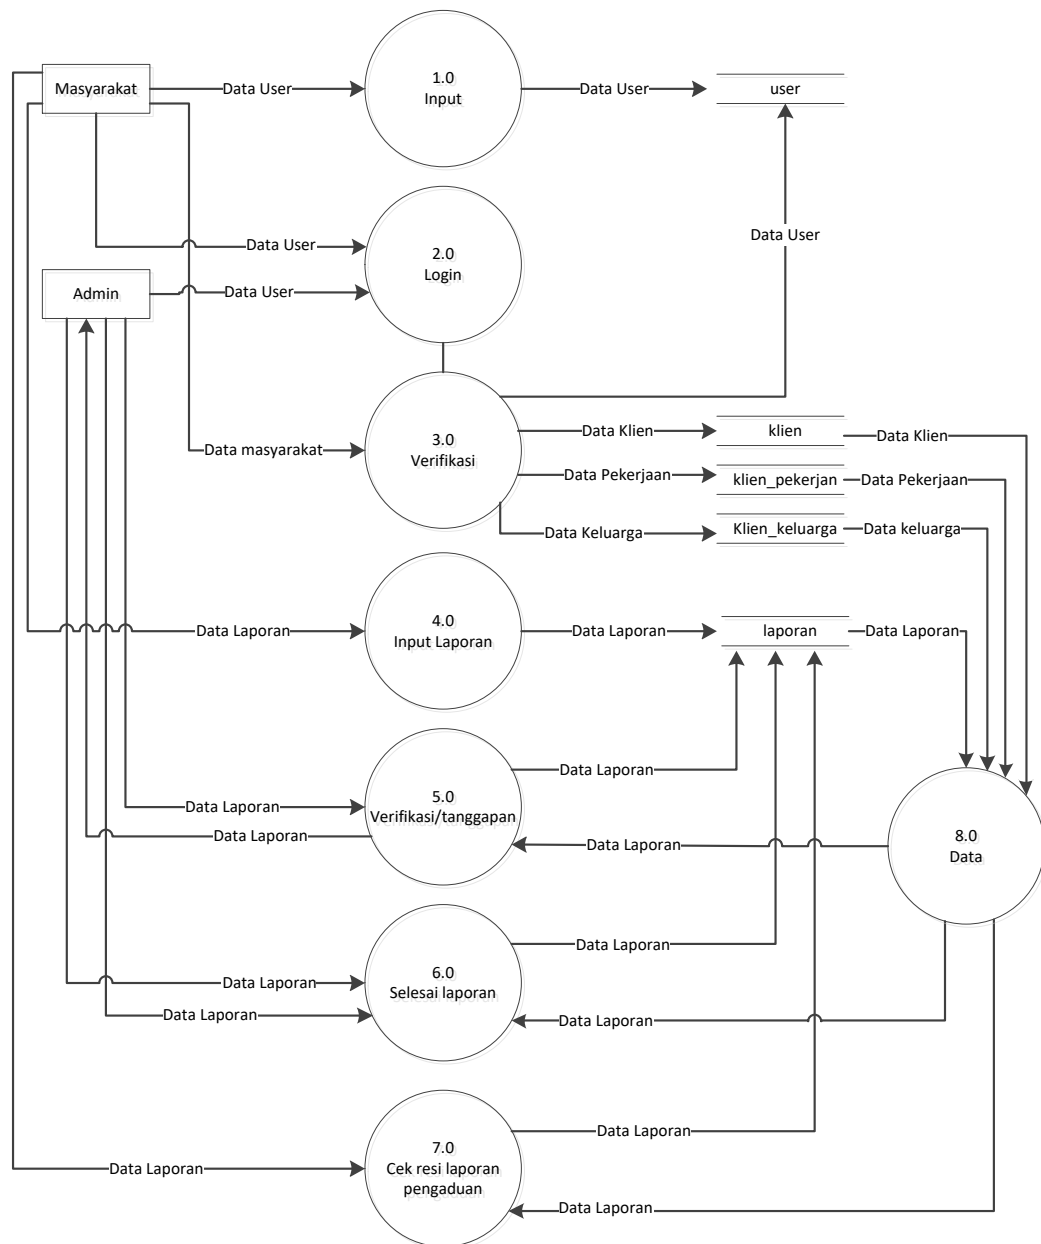 Masyarakat
Data User
1.0
Input
Data User
user
Data User
2.0
Login
Data User
Admin
Data User
Data masyarakat
3.0
Verifikasi
Data Klien
klien
Data Klien
Data Pekerjaan
klien_pekerjan
Data Pekerjaan
Data Keluarga
Klien_keluarga
Data keluarga
Data Laporan
4.0
Input Laporan
Data Laporan
laporan
Data Laporan
Data Laporan
Data Laporan
5.0
Verifikasi/tanggapan
Data Laporan
Data Laporan
8.0
Data
Data Laporan
Data Laporan
6.0
Selesai laporan
Data Laporan
Data Laporan
Data Laporan
Data Laporan
7.0
Cek resi laporan
pengaduan
Data Laporan
Data Laporan